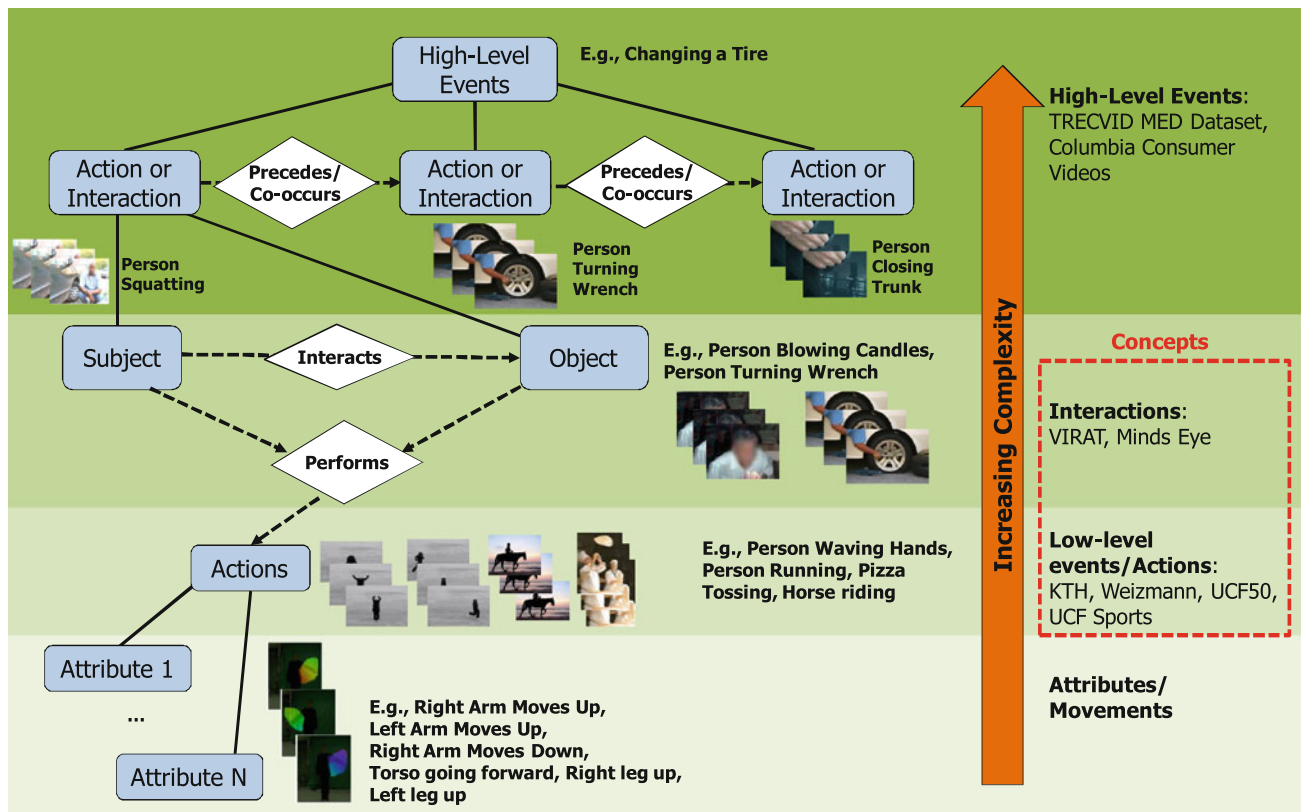 High-Level
Events
E.g., Changing a Tire
High-Level Events:
TRECVID MED Dataset,
Columbia Consumer
Videos
Action or
Interaction
Precedes/
Co-occurs
Action or
Interaction
Precedes/
Co-occurs
Action or
Interaction
Person
Squatting
Person
Turning
Wrench
Person
Closing
Trunk
Increasing Complexity
Subject
Interacts
Object
E.g., Person Blowing Candles,
Person Turning Wrench
Concepts
Interactions:
VIRAT, Minds Eye
Performs
Actions
E.g., Person Waving Hands,
Person Running, Pizza
Tossing, Horse riding
Low-level
events/Actions:
KTH, Weizmann, UCF50,
UCF Sports
Attribute 1
...
Attribute N
E.g., Right Arm Moves Up,
Left Arm Moves Up,
Right Arm Moves Down,
Torso going forward, Right leg up,
Left leg up
Attributes/
Movements